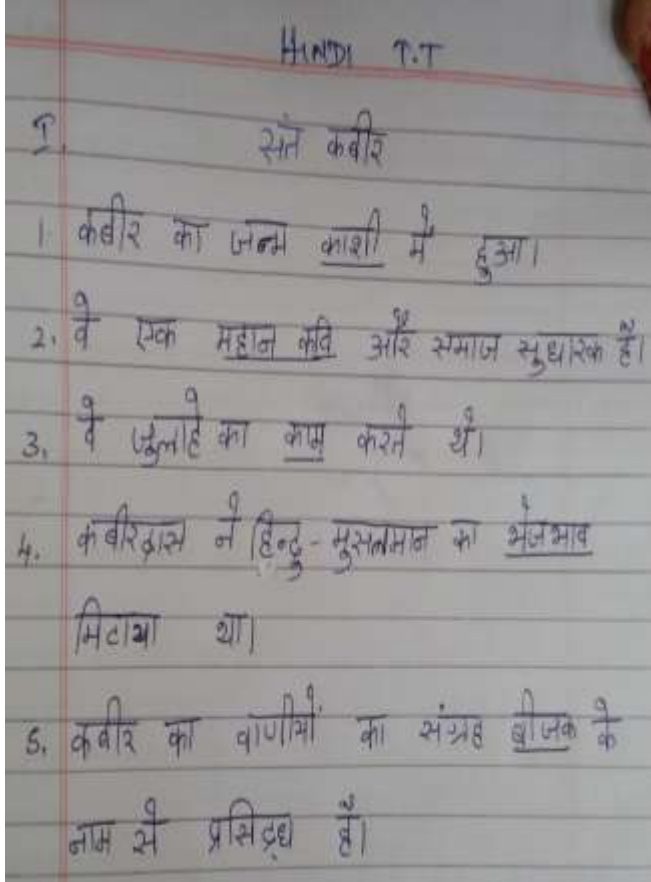 HINDI T.T
I. संत कबीर
1. कबीर का जन्म काशी में हुआ।
2. वे एक महान कवि और समाज सुधारक हैं।
3. वे जुलाहे का काम करते थे।
4. कबीरदास ने हिन्दु-मुसलमान का भेजभाव
मिटाया था।
5. कबीर का वाणीयों का संग्रह बीजक के
नाम से प्रसिद्ध है।